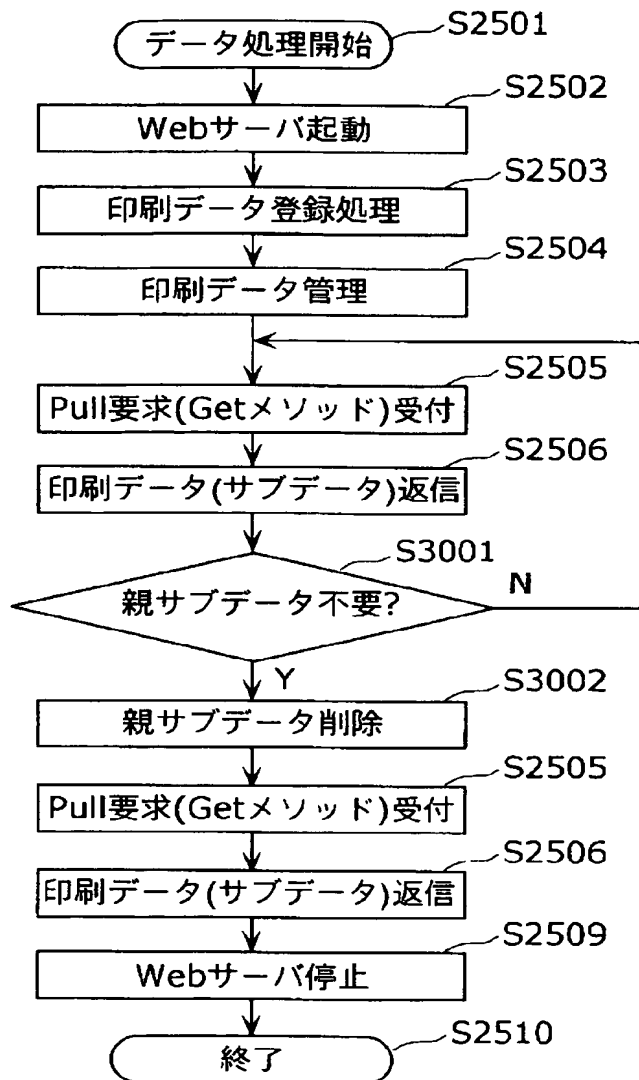 S2501
データ処理開始
S2502
Webサーバ起動
S2503
印刷データ登録処理
S2504
印刷データ管理
S2505
Pull要求(Getメソッド)受付
S2506
印刷データ(サブデータ)返信
S3001
親サブデータ不要?
N
Y
S3002
親サブデータ削除
S2505
Pull要求(Getメソッド)受付
S2506
印刷データ(サブデータ)返信
S2509
Webサーバ停止
S2510
終了